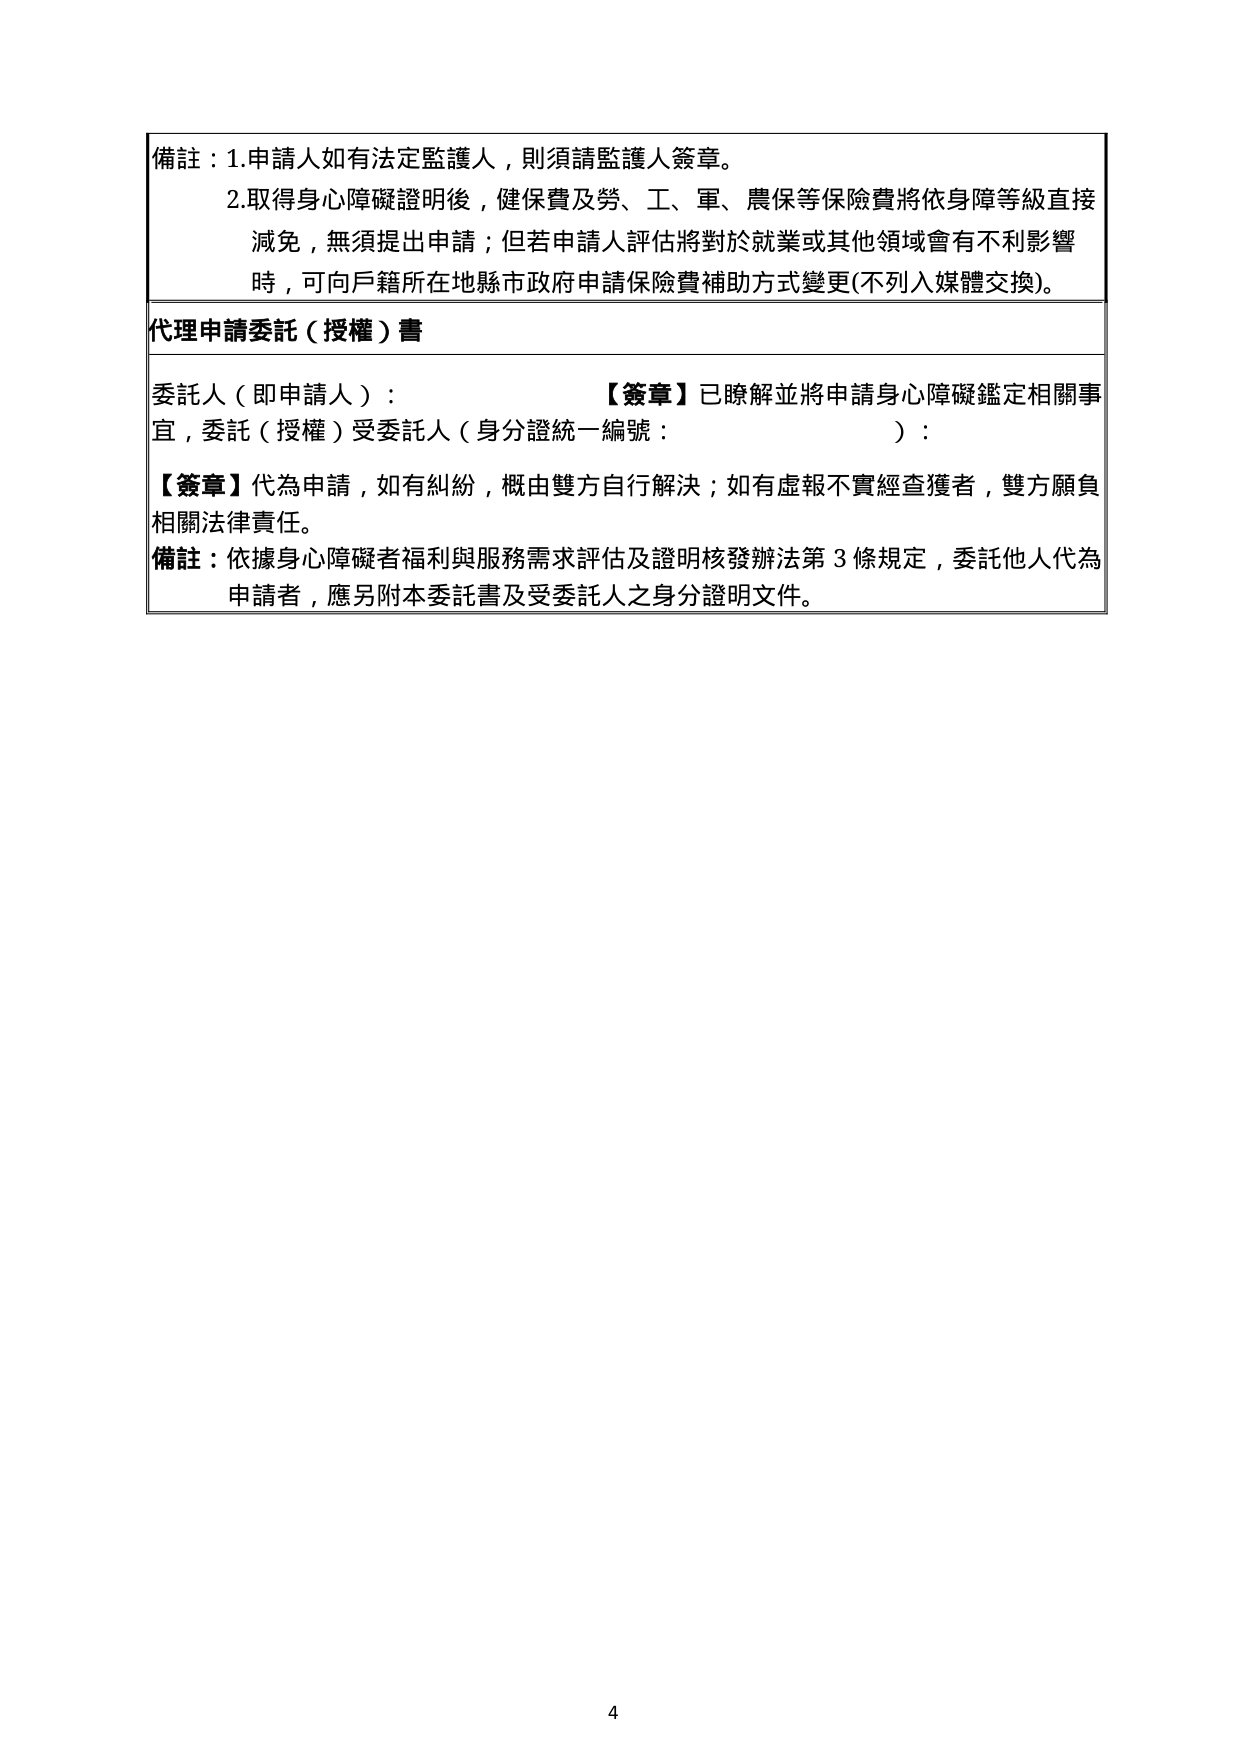 備註：1.申請人如有法定監護人，則須請監護人簽章。
2.取得身心障礙證明後，健保費及勞、工、軍、農保等保險費將依身障等級直接
減免，無須提出申請；但若申請人評估將對於就業或其他領域會有不利影響
時，可向戶籍所在地縣市政府申請保險費補助方式變更(不列入媒體交換)。
代理申請委託（授權）書
委託人（即申請人）： 【簽章】已瞭解並將申請身心障礙鑑定相關事
宜，委託（授權）受委託人（身分證統一編號： ）：
【簽章】代為申請，如有糾紛，概由雙方自行解決；如有虛報不實經查獲者，雙方願負
相關法律責任。
備註：依據身心障礙者福利與服務需求評估及證明核發辦法第 3 條規定，委託他人代為
申請者，應另附本委託書及受委託人之身分證明文件。
4